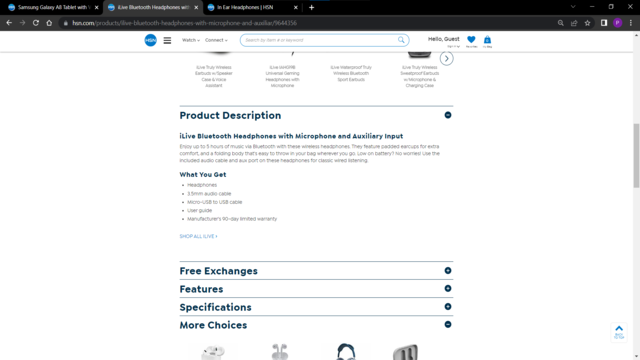 Samsung Galaxy A8 Tablet with V
iLive Bluetooth Headphones with
In Ear Headphones | HSN
hsn.com/products/ilive-bluetooth-headphones-with-microphone-and-auxiliar/9644356
HSN
Watch
Connect
Search by item # or keyword
Hello, Guest
iLive Truly Wireless
Earbuds w/Speaker
Case & Voice
Assistant
Universal Gaming
Headphones with
Microphone
iLive Waterproof Truly
Wireless Bluetooth
Sport Earbuds
iLive Truly Wireless
Sweatproof Earbuds
w/Microphone &
Charging Case
Product Description
iLive Bluetooth Headphones with Microphone and Auxiliary Input
Enjoy up to 5 hours of music via Bluetooth with these wireless headphones. They feature padded earcups for extra
comfort, and a folding body that's easy to throw in your bag wherever you go. Low on battery? No worries! Use the
included audio cable and aux port on these headphones for classic wired listening.
What You Get
Headphones
3.5mm audio cable
Micro-USB to USB cable
User guide
Manufacturer's 90-day limited warranty
SHOP ALL ILIVE >
Free Exchanges
Features
Specifications
More Choices
BACK
TO TOP